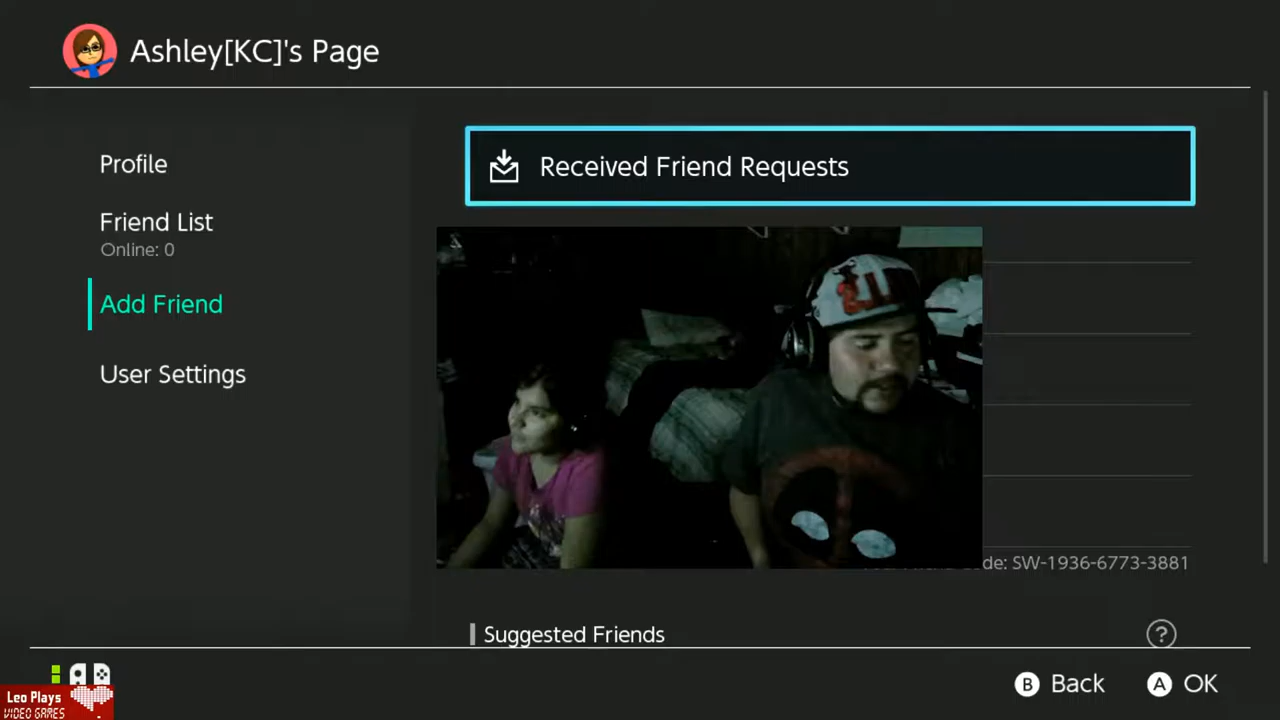 Ashley[KC]'s Page
Profile
Friend List
Online: 0
Add Friend
User Settings
Received Friend Requests
Code: SW-1936-6773-3881
Suggested Friends
?
B Back
A OK
Leo Plays
VIDEO GAMES